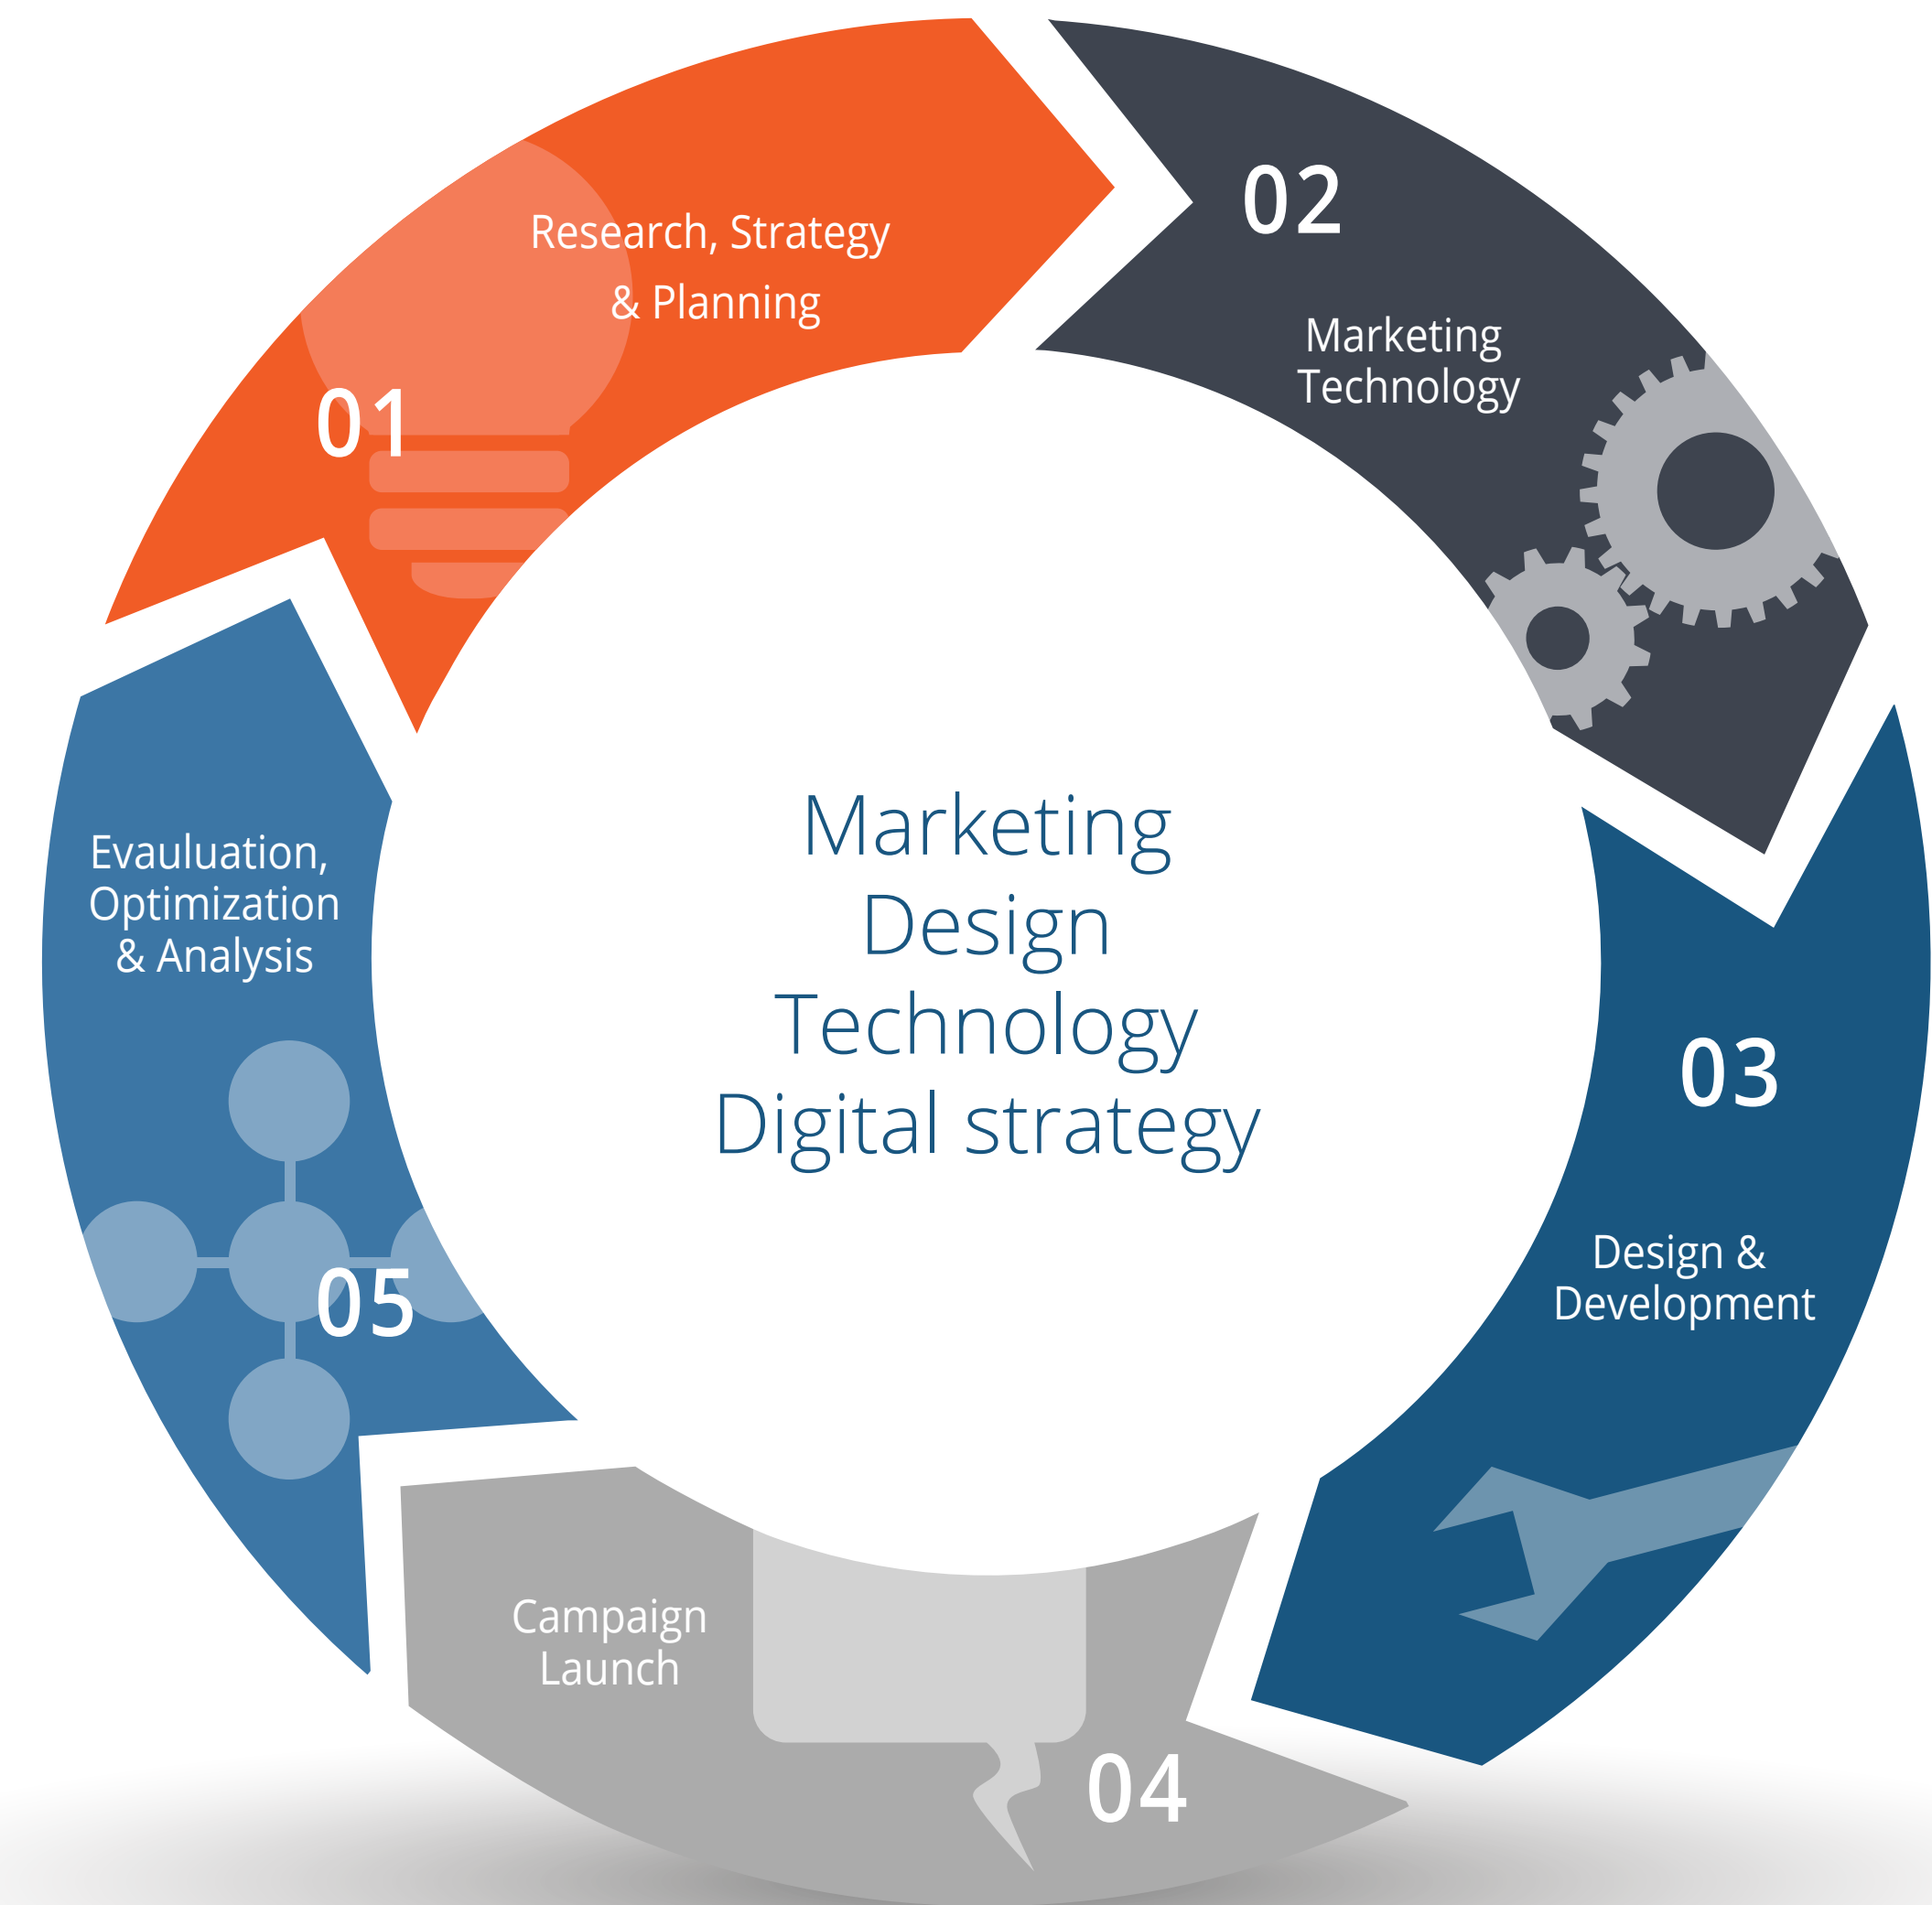 01
Research, Strategy
& Planning
02
Marketing
Technology
03
Design &
Development
04
Campaign
Launch
05
Evauluation,
Optimization
& Analysis
Marketing
Design
Technology
Digital strategy